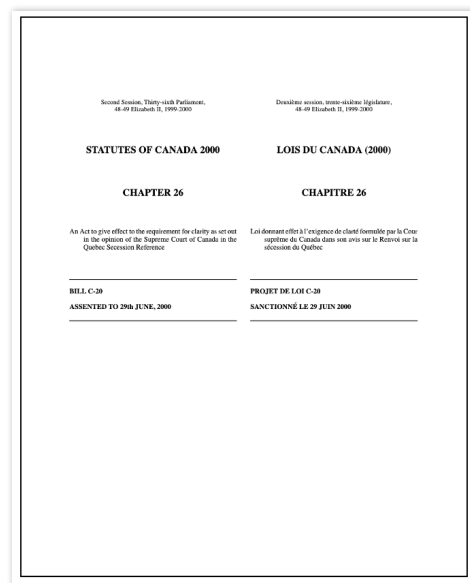 Second Session, Thirty-sixth Parliament,
48-49 Elizabeth II, 1999-2000
STATUTES OF CANADA 2000
CHAPTER 26
An Act to give effect to the requirement for clarity as set out
in the opinion of the Supreme Court of Canada in the
Quebec Secession Reference
BILL C-20
ASSENTED TO 29th JUNE, 2000
Deuxième session, trente-sixième législature,
48-49 Elizabeth II, 1999-2000
LOIS DU CANADA (2000)
CHAPITRE 26
Loi donnant effet à l'exigence de clarté formulée par la Cour
suprême du Canada dans son avis sur le Renvoi sur la
sécession du Québec
PROJET DE LOI C-20
SANCTIONNÉ LE 29 JUIN 2000